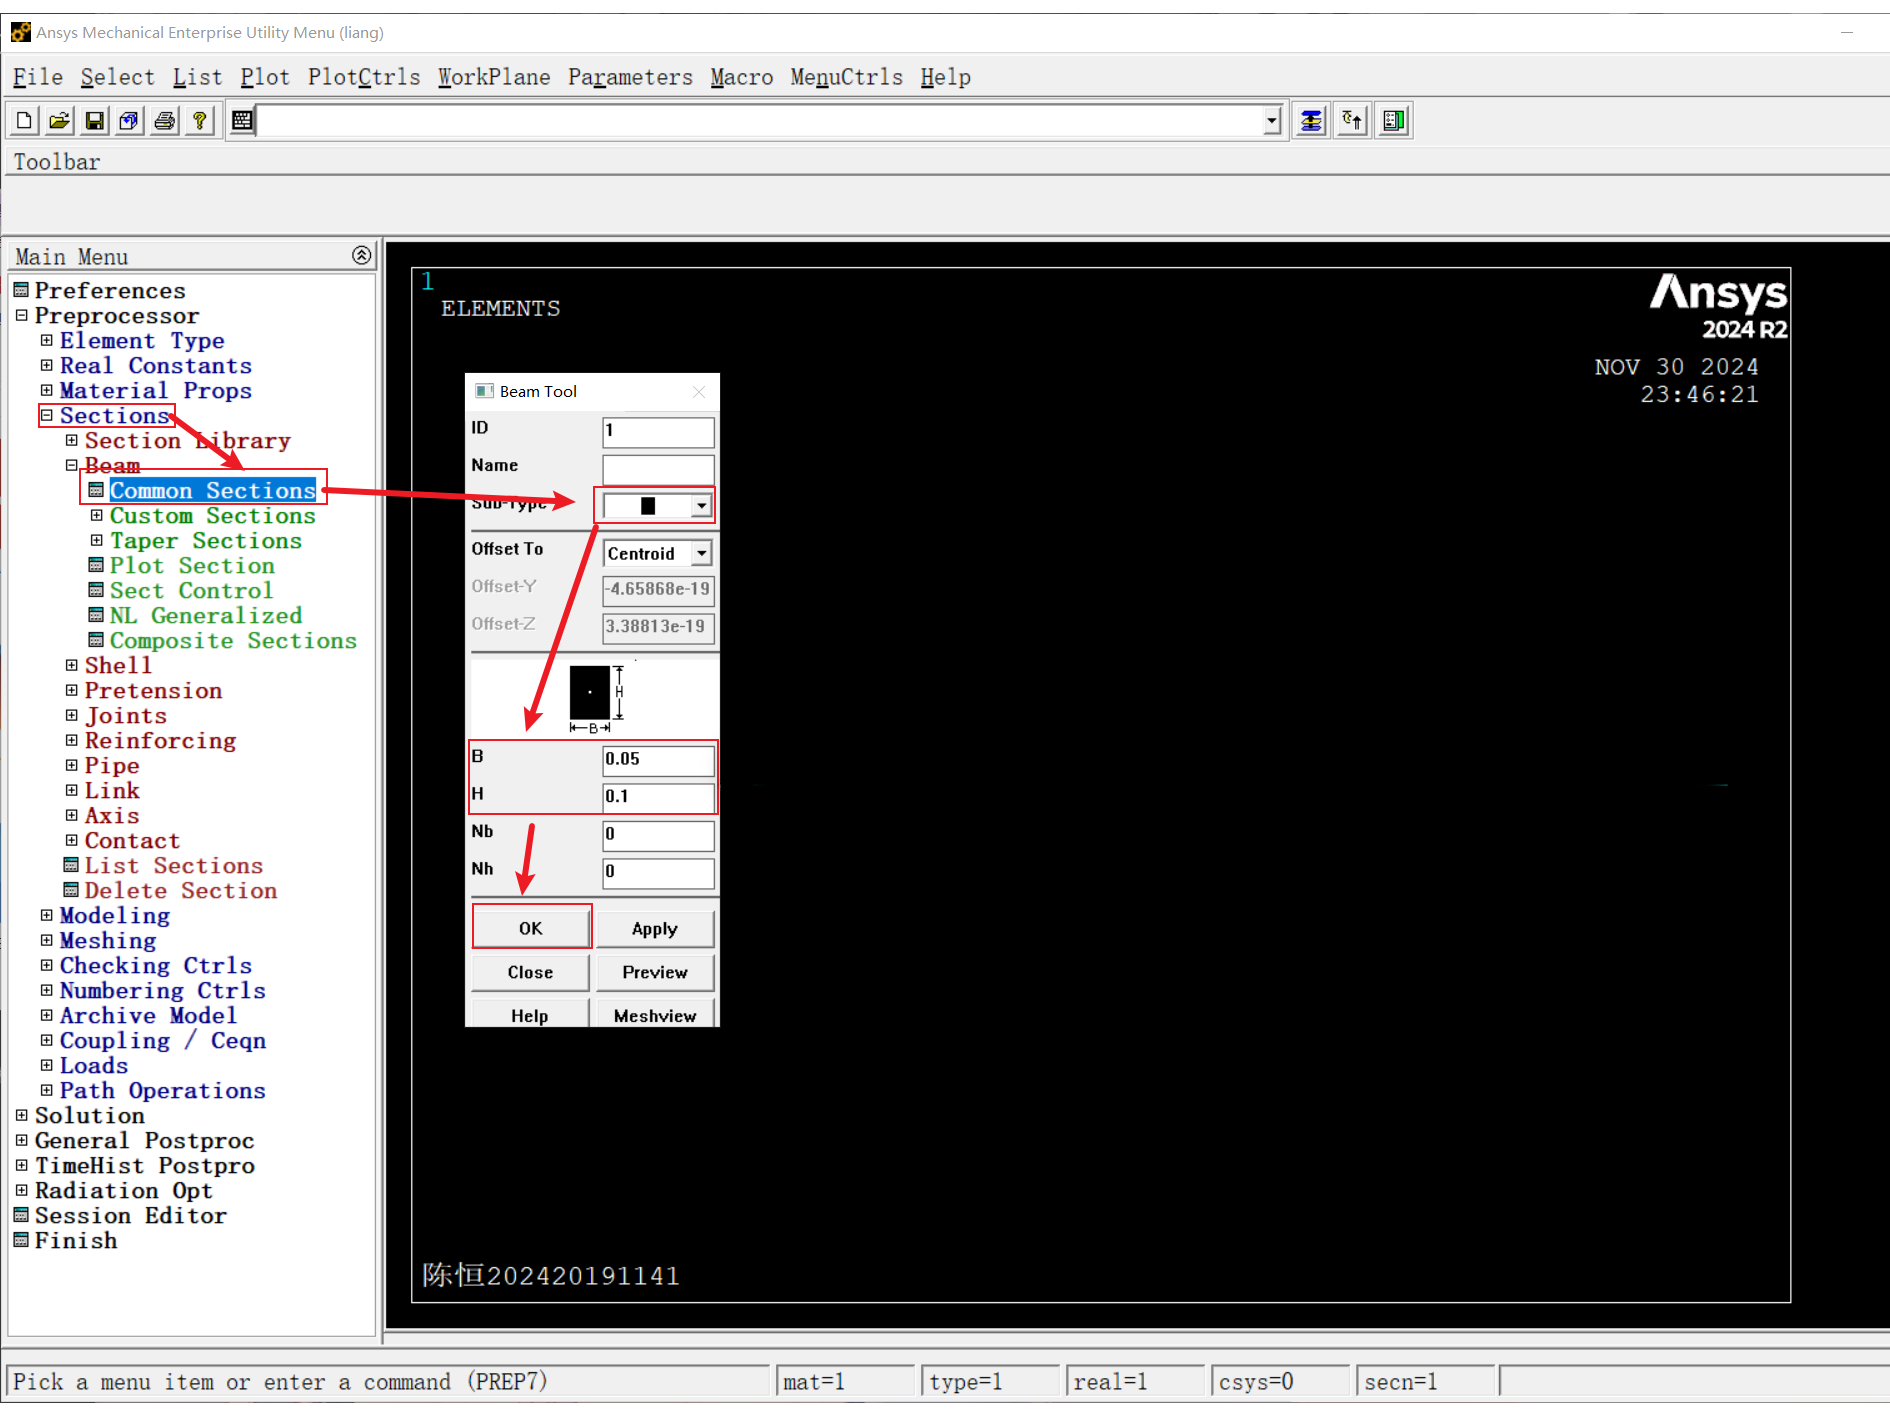 Ansys Mechanical Enterprise Utility Menu (liang)
File Select List Plot PlotCtrls WorkPlane Parameters Macro MenuCtrls Help
Toolbar
Main Menu
Preferences
Preprocessor
Element Type
Real Constants
Material Props
Sections
Section Library
Beam
Common Sections
Custom Sections
Taper Sections
Plot Section
Sect Control
NL Generalized
Composite Sections
Shell
Pretension
Joints
Reinforcing
Pipe
Link
Axis
Contact
List Sections
Delete Section
Modeling
Meshing
Checking Ctrls
Numbering Ctrls
Archive Model
Coupling / Ceqn
Loads
Path Operations
Solution
General Postproc
TimeHist Postpro
Radiation Opt
Session Editor
Finish
1
ELEMENTS
Ansys
2024 R2
NOV 30 2024
23:46:21
Beam Tool
ID 1
Name
Sub-Type
Offset To Centroid
Offset-Y -4.65868e-19
Offset-Z 3.38813e-19
H
B
B 0.05
H 0.1
Nb 0
Nh 0
OK Apply
Close Preview
Help Meshview
陈恒202420191141
Pick a menu item or enter a command (PREP7) mat=1 type=1 real=1 csys=0 secn=1